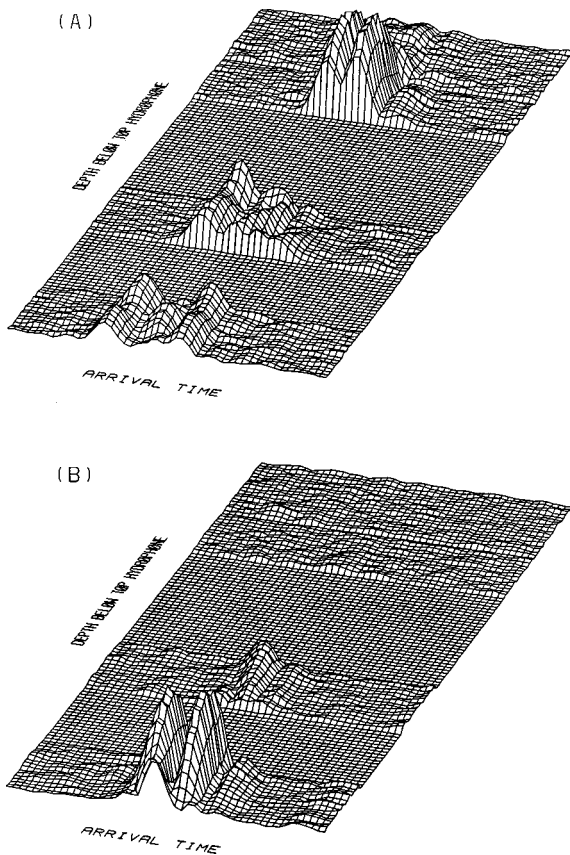 (A)
DEPTH BELOW TOP HYDROPHONE
ARRIVAL TIME
(B)
DEPTH BELOW TOP HYDROPHONE
ARRIVAL TIME